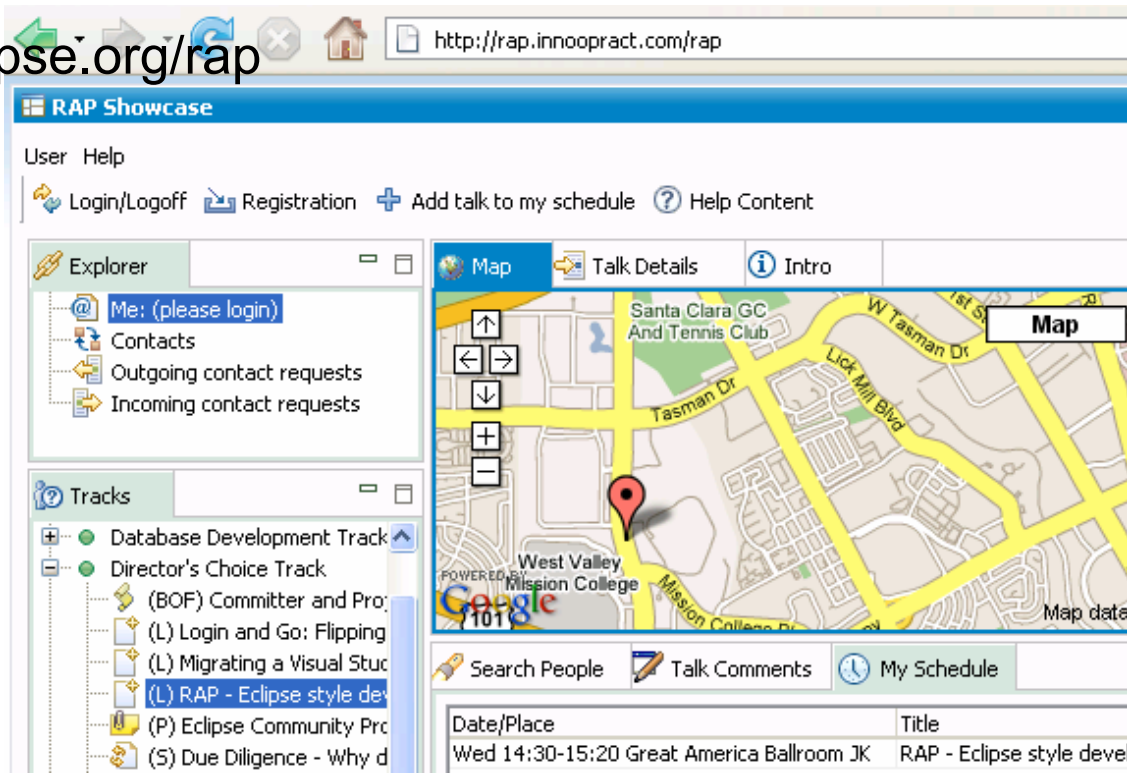 http://rap.innoopract.com/rap
pse.org/rap
RAP Showcase
User Help
Login/Logoff Registration Add talk to my schedule Help Content
Explorer
Me: (please login)
Contacts
Outgoing contact requests
Incoming contact requests
Tracks
Database Development Track
Director's Choice Track
(BOF) Committer and Pro
(L) Login and Go: Flipping
(L) Migrating a Visual Stud
(L) RAP - Eclipse style dev
(P) Eclipse Community Pro
(S) Due Diligence - Why d
Map Talk Details Intro
Santa Clara GC
And Tennis Club
W Tasman Dr
1st S
Map
Lick Mill Blvd
Tasman Dr
West Valley
Mission College
POWERED BY
Google
101
Mission College
Map data
Search People Talk Comments My Schedule
Date/Place Title
Wed 14:30-15:20 Great America Ballroom JK RAP - Eclipse style devel